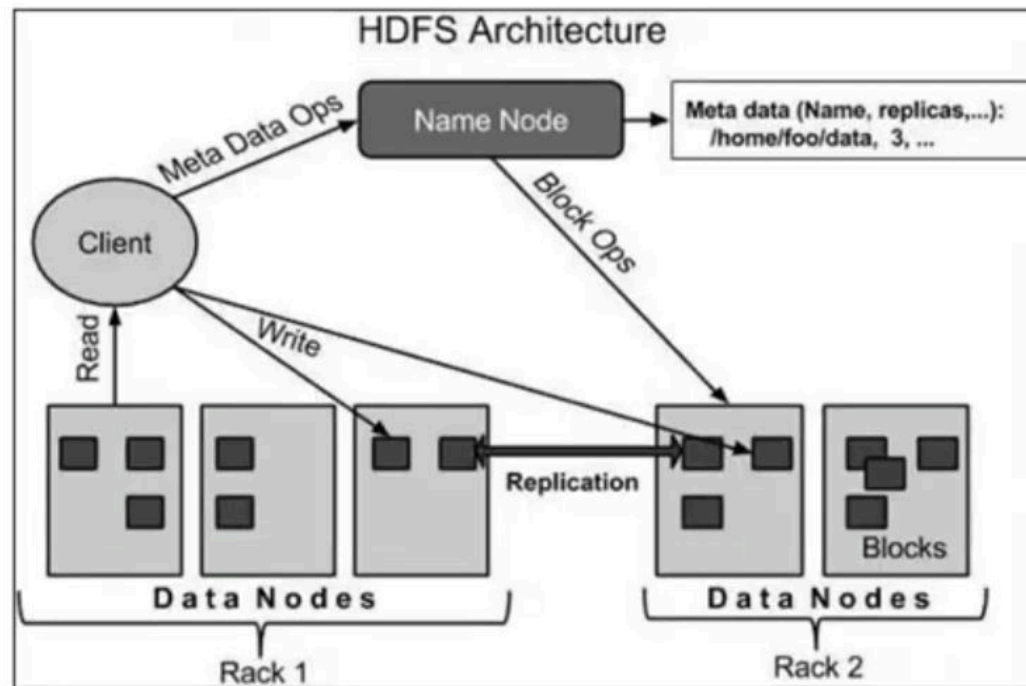 HDFS Architecture
Meta Data Ops
Name Node
Meta data (Name, replicas,...):
/home/foo/data, 3, ...
Block Ops
Client
Read
Write
Replication
Blocks
Data Nodes
Data Nodes
Rack 1
Rack 2